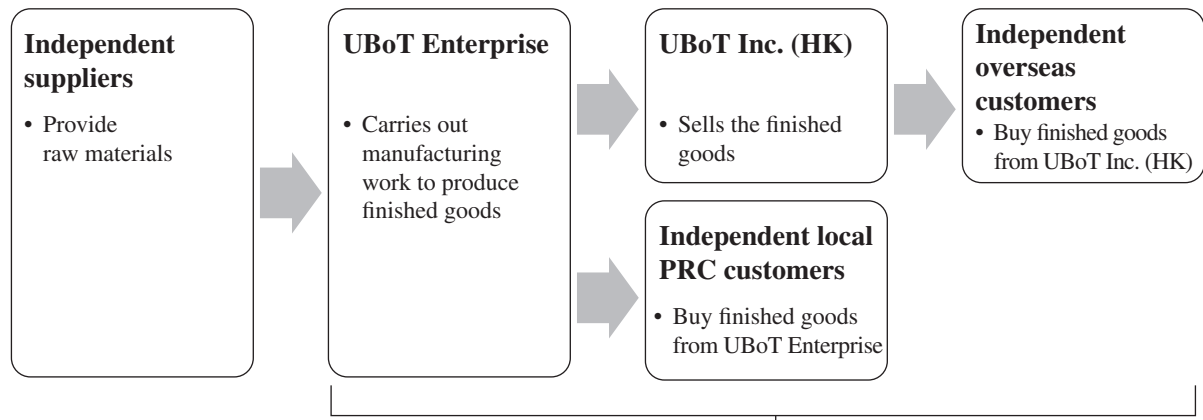 Independent
suppliers
• Provide
raw materials
UBoT Enterprise
• Carries out
manufacturing
work to produce
finished goods
UBoT Inc. (HK)
• Sells the finished
goods
Independent
overseas
customers
• Buy finished goods
from UBoT Inc. (HK)
Independent local
PRC customers
• Buy finished goods
from UBoT Enterprise